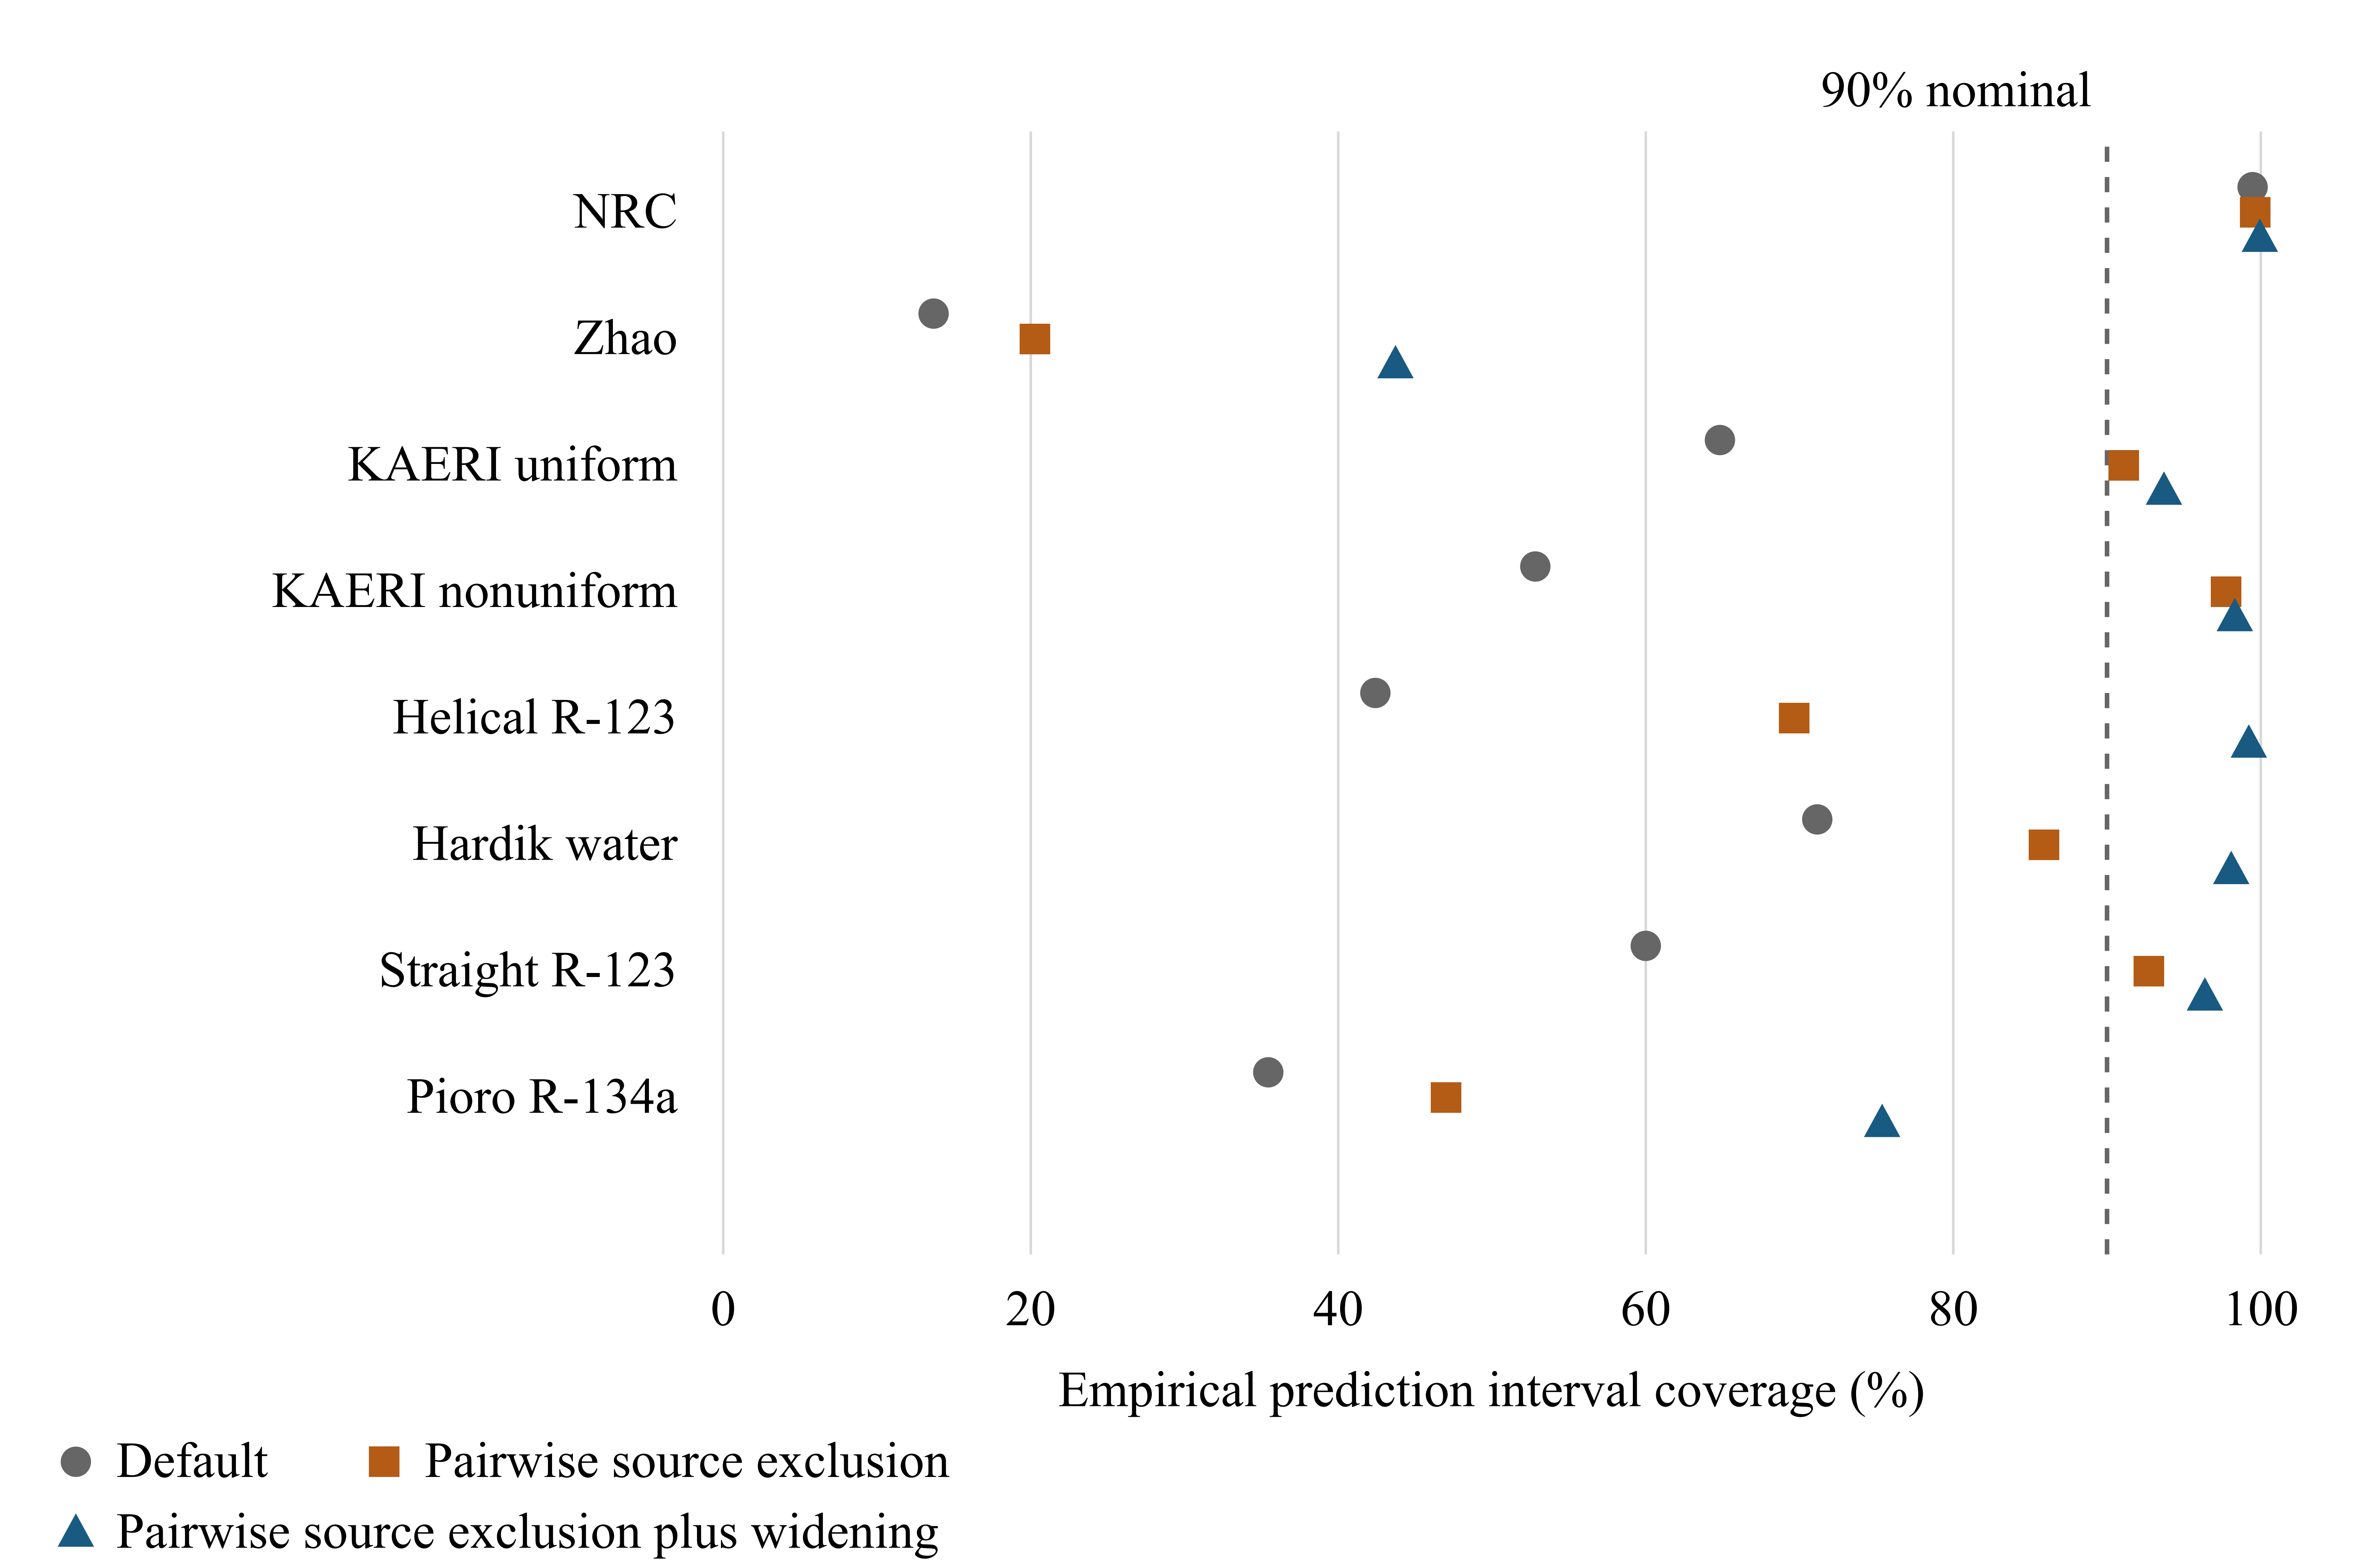 90% nominal
NRC
Zhao
KAERI uniform
KAERI nonuniform
Helical R-123
Hardik water
Straight R-123
Pioro R-134a
0 20 40 60 80 100
Empirical prediction interval coverage (%)
Default Pairwise source exclusion
Pairwise source exclusion plus widening